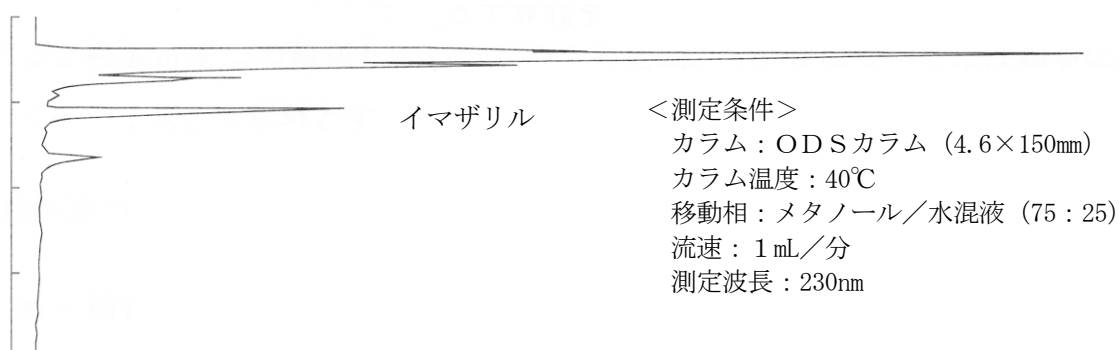 イマザリル
＜測定条件＞
カラム：ＯＤＳカラム（4.6×150mm）
カラム温度：40℃
移動相：メタノール／水混液（75：25）
流速：１mL／分
測定波長：230nm